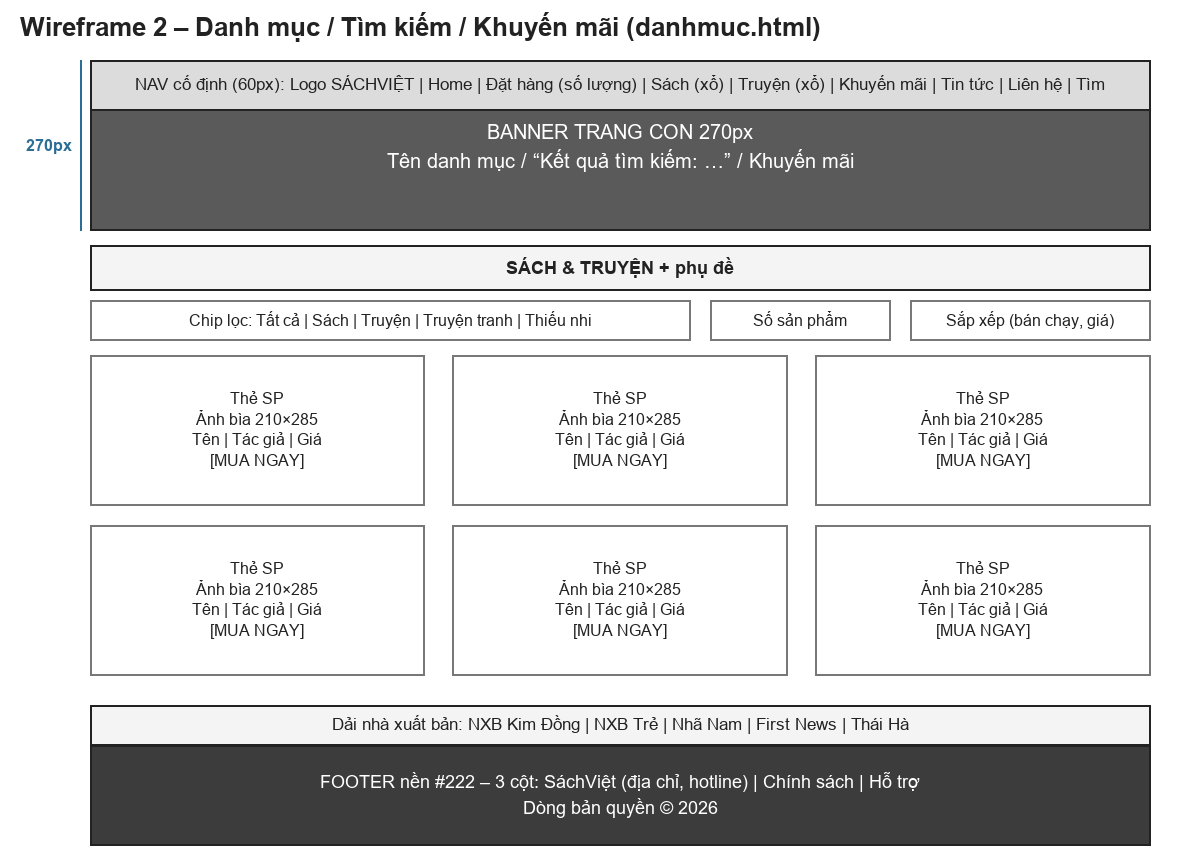 Wireframe 2 – Danh mục / Tìm kiếm / Khuyến mãi (danhmuc.html)
NAV cố định (60px): Logo SÁCHVIỆT | Home | Đặt hàng (số lượng) | Sách (xổ) | Truyện (xổ) | Khuyến mãi | Tin tức | Liên hệ | Tìm
270px
BANNER TRANG CON 270px
Tên danh mục / “Kết quả tìm kiếm: …” / Khuyến mãi
SÁCH & TRUYỆN + phụ đề
Chip lọc: Tất cả | Sách | Truyện | Truyện tranh | Thiếu nhi
Số sản phẩm
Sắp xếp (bán chạy, giá)
Thẻ SP
Ảnh bìa 210×285
Tên | Tác giả | Giá
[MUA NGAY]
Thẻ SP
Ảnh bìa 210×285
Tên | Tác giả | Giá
[MUA NGAY]
Thẻ SP
Ảnh bìa 210×285
Tên | Tác giả | Giá
[MUA NGAY]
Thẻ SP
Ảnh bìa 210×285
Tên | Tác giả | Giá
[MUA NGAY]
Thẻ SP
Ảnh bìa 210×285
Tên | Tác giả | Giá
[MUA NGAY]
Thẻ SP
Ảnh bìa 210×285
Tên | Tác giả | Giá
[MUA NGAY]
Dải nhà xuất bản: NXB Kim Đồng | NXB Trẻ | Nhã Nam | First News | Thái Hà
FOOTER nền #222 – 3 cột: SáchViệt (địa chỉ, hotline) | Chính sách | Hỗ trợ
Dòng bản quyền © 2026